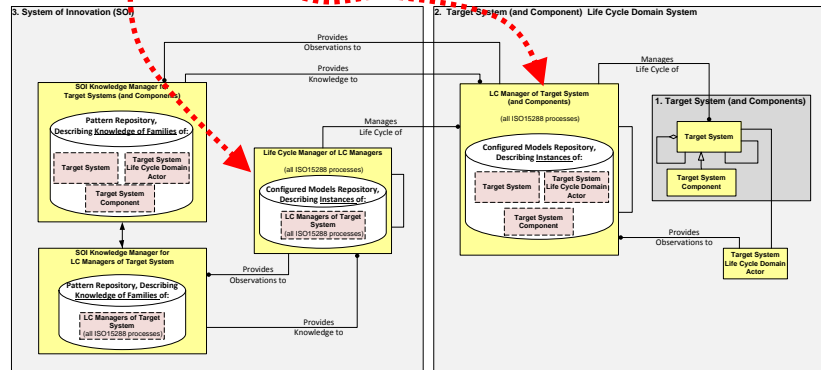 3. System of Innovation (SOI)
2. Target System (and Component) Life Cycle Domain System
Provides
Observations to
Provides
Knowledge to
Manages
Life Cycle of
SOI Knowledge Manager for
Target Systems (and Components)
Pattern Repository,
Describing Knowledge of Families of:
Target System
Target System
Life Cycle Domain
Actor
Target System
Component
Manages
Life Cycle of
Life Cycle Manager of LC Managers
(all ISO15288 processes)
Configured Models Repository,
Describing Instances of:
LC Managers of Target
System
(all ISO15288 processes)
LC Manager of Target System
(and Components)
(all ISO15288 processes)
Configured Models Repository,
Describing Instances of:
Target System
Target System
Life Cycle Domain
Actor
Target System
Component
1. Target System (and Components)
Target System
Target System
Component
Provides
Observations to
Target System
Life Cycle Domain
Actor
SOI Knowledge Manager for
LC Managers of Target System
Pattern Repository, Describing
Knowledge of Families of:
LC Managers of Target
System
(all ISO15288 processes)
Provides
Observations to
Provides
Knowledge to